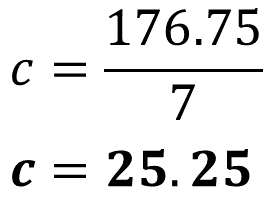 c = 176.75 / 7
c = 25.25